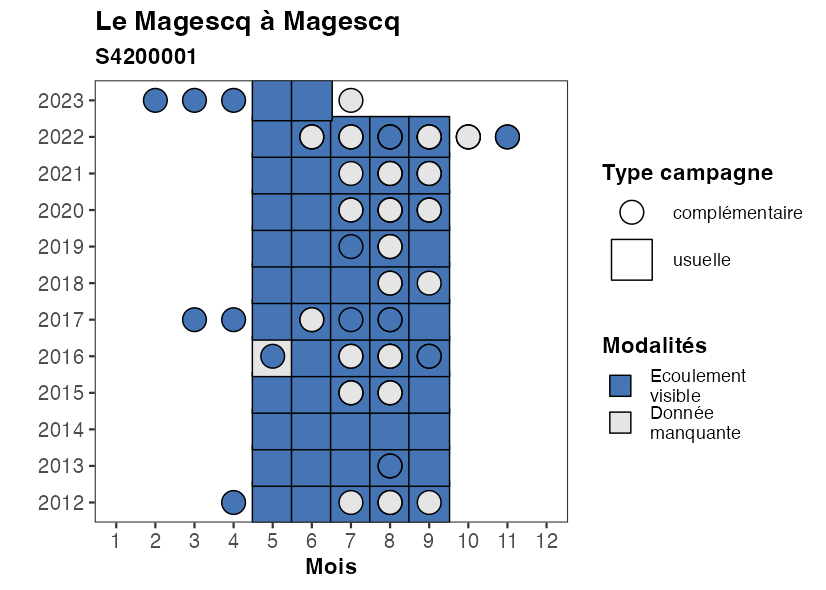 Le Magescq à Magescq
S4200001
2023
2022
2021
2020
2019
2018
2017
2016
2015
2014
2013
2012
1 2 3 4 5 6 7 8 9 10 11 12
Mois
Type campagne
complémentaire
usuelle
Modalités
Ecoulement
visible
Donnée
manquante